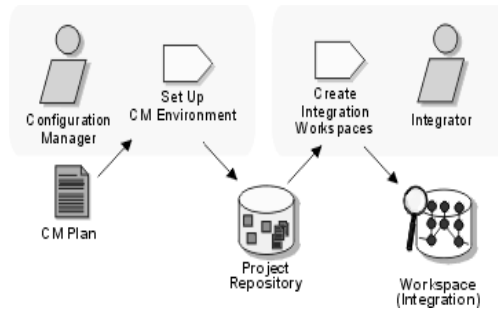 Configuration
Manager
Set Up
CM Environment
Create
Integration
Workspaces
Integrator
CM Plan
Project
Repository
Workspace
(Integration)